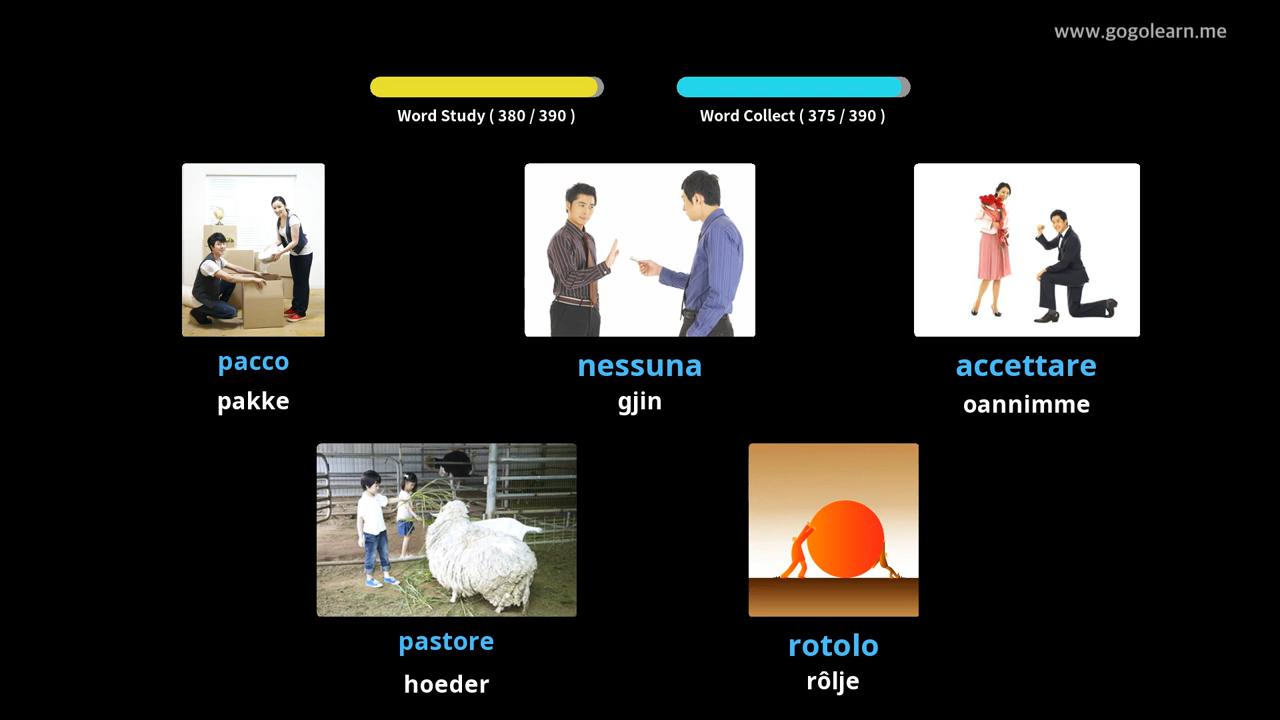 www.gogolearn.me
Word Study ( 380 / 390 )
Word Collect ( 375 / 390 )
pacco
pakke
nessuna
gjin
accettare
oannimme
pastore
hoeder
rotolo
rôlje